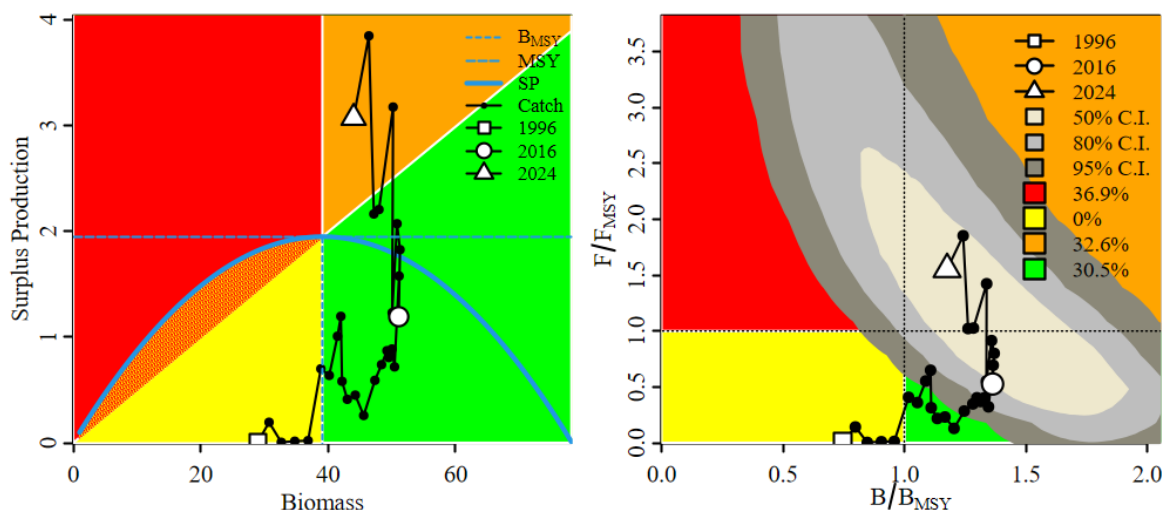 4
3
2
1
0
Surplus Production
0
20
40
60
Biomass
B_MSY
MSY
SP
Catch
1996
2016
2024
3.5
3.0
2.5
2.0
1.5
1.0
0.5
0.0
F/F_MSY
0.0
0.5
1.0
1.5
2.0
B/B_MSY
1996
2016
2024
50% C.I.
80% C.I.
95% C.I.
36.9%
0%
32.6%
30.5%